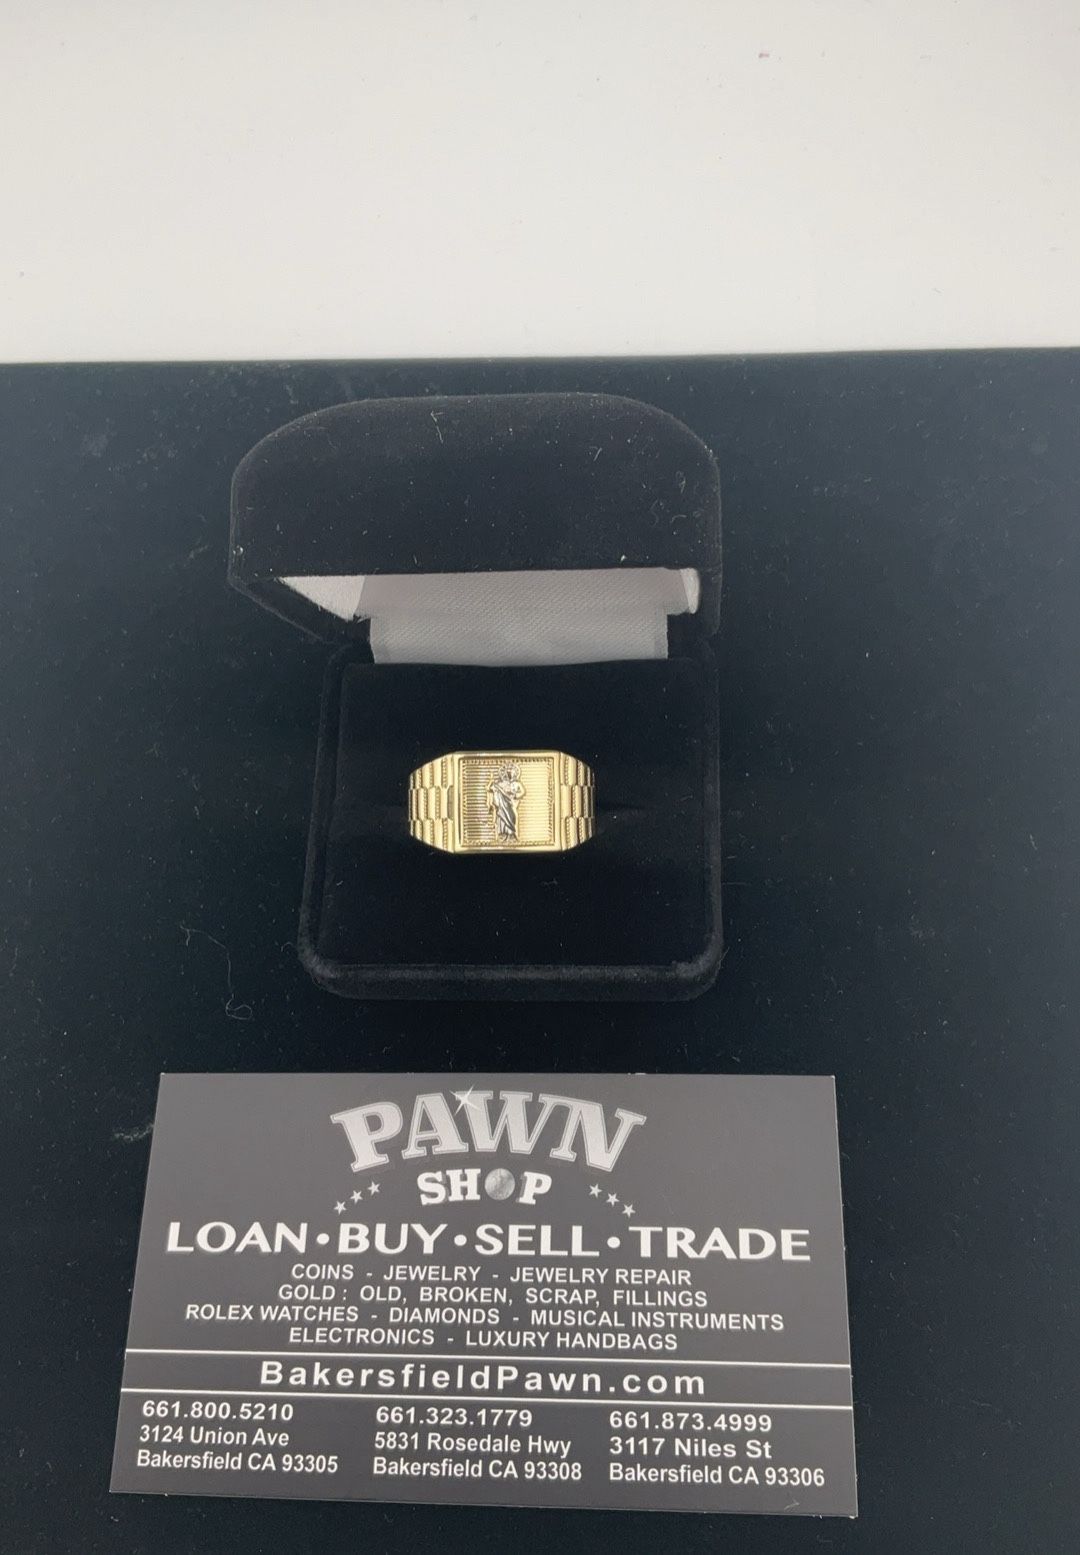 PAWN
SHOP
LOAN•BUY•SELL•TRADE
COINS - JEWELRY - JEWELRY REPAIR
GOLD: OLD, BROKEN, SCRAP, FILLINGS
ROLEX WATCHES - DIAMONDS - MUSICAL INSTRUMENTS
ELECTRONICS - LUXURY HANDBAGS
BakersfieldPawn.com
661.800.5210
3124 Union Ave
Bakersfield CA 93305
661.323.1779
5831 Rosedale Hwy
Bakersfield CA 93308
661.873.4999
3117 Niles St
Bakersfield CA 93306